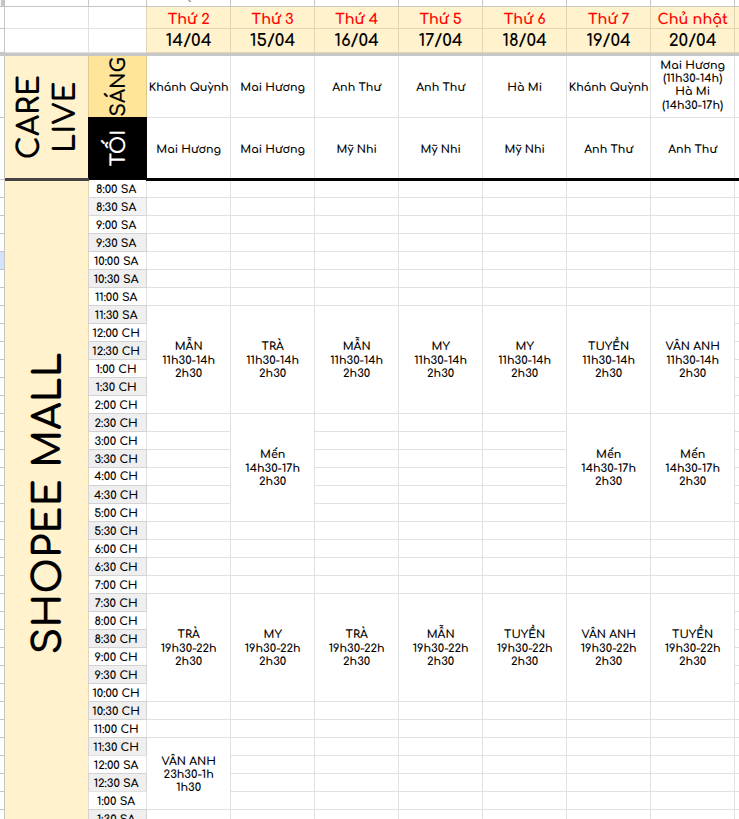 Thứ 2 Thứ 3 Thứ 4 Thứ 5 Thứ 6 Thứ 7 Chủ nhật
14/04 15/04 16/04 17/04 18/04 19/04 20/04
CARE
LIVE
SÁNG
Khánh Quỳnh Mai Hương Anh Thư Anh Thư Hà Mi Khánh Quỳnh Mai Hương
(11h30-14h)
Hà Mi
(14h30-17h)
TỐI
Mai Hương Mai Hương Mỹ Nhi Mỹ Nhi Mỹ Nhi Anh Thư Anh Thư
SHOPEE MALL
8:00 SA
8:30 SA
9:00 SA
9:30 SA
10:00 SA
10:30 SA
11:00 SA
11:30 SA
12:00 CH
12:30 CH
1:00 CH
1:30 CH
2:00 CH
MẪN TRÀ MẪN MY MY TUYỀN VÂN ANH
11h30-14h 11h30-14h 11h30-14h 11h30-14h 11h30-14h 11h30-14h 11h30-14h
2h30 2h30 2h30 2h30 2h30 2h30 2h30
2:30 CH
3:00 CH
3:30 CH
4:00 CH
4:30 CH
5:00 CH
Mến Mến Mến
14h30-17h 14h30-17h 14h30-17h
2h30 2h30 2h30
5:30 CH
6:00 CH
6:30 CH
7:00 CH
7:30 CH
8:00 CH
8:30 CH
9:00 CH
9:30 CH
10:00 CH
TRÀ MY TRÀ MẪN TUYỀN VÂN ANH TUYỀN
19h30-22h 19h30-22h 19h30-22h 19h30-22h 19h30-22h 19h30-22h 19h30-22h
2h30 2h30 2h30 2h30 2h30 2h30 2h30
10:30 CH
11:00 CH
11:30 CH
12:00 SA
12:30 SA
1:00 SA
VÂN ANH
23h30-1h
1h30
1:30 SA